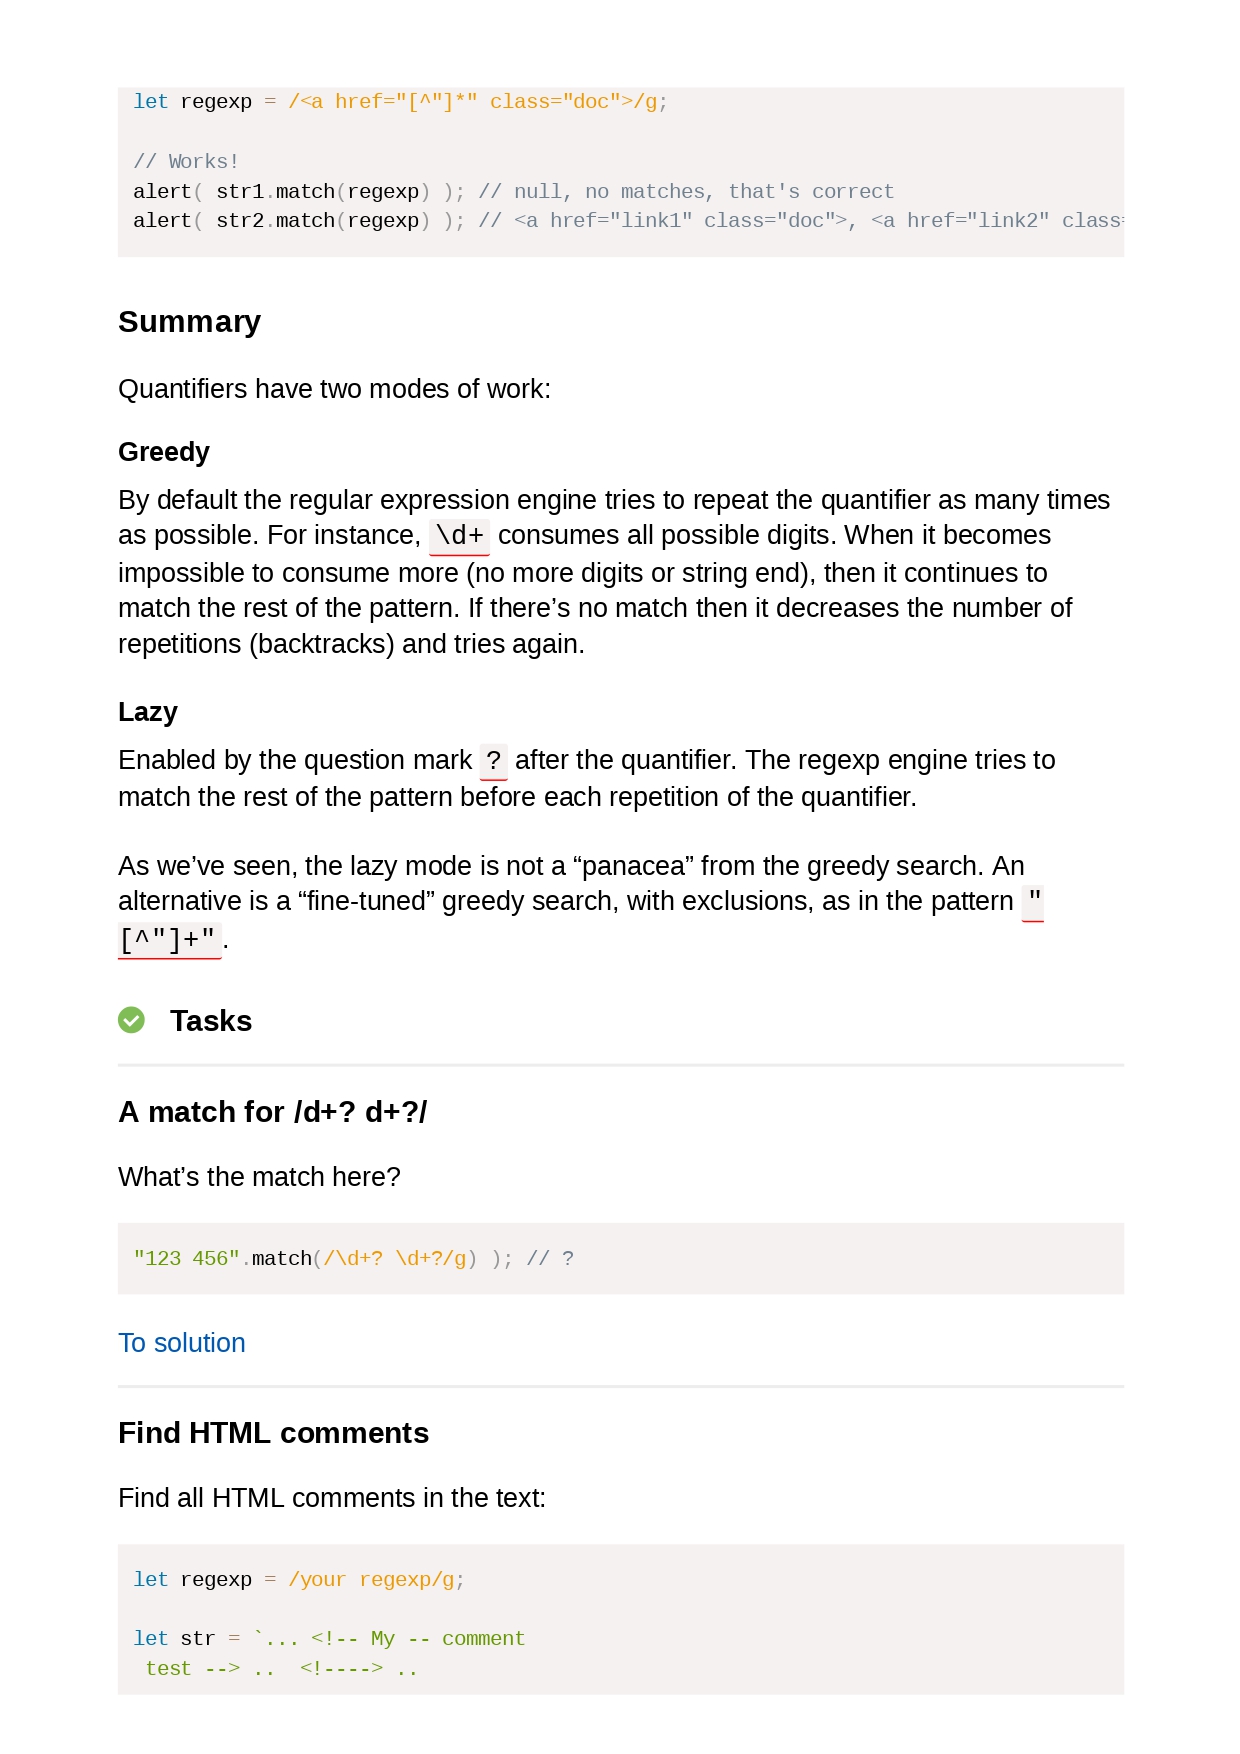 let regexp = /<a href="[^"]*" class="doc">/g;
// Works!
alert( str1.match(regexp) ); // null, no matches, that's correct
alert( str2.match(regexp) ); // <a href="link1" class="doc">, <a href="link2" class=
Summary
Quantifiers have two modes of work:
Greedy
By default the regular expression engine tries to repeat the quantifier as many times
as possible. For instance, \d+ consumes all possible digits. When it becomes
impossible to consume more (no more digits or string end), then it continues to
match the rest of the pattern. If there’s no match then it decreases the number of
repetitions (backtracks) and tries again.
Lazy
Enabled by the question mark ? after the quantifier. The regexp engine tries to
match the rest of the pattern before each repetition of the quantifier.
As we’ve seen, the lazy mode is not a “panacea” from the greedy search. An
alternative is a “fine-tuned” greedy search, with exclusions, as in the pattern "
[^"]+".
Tasks
A match for /d+? d+?/
What’s the match here?
"123 456".match(/\d+? \d+?/g) ); // ?
To solution
Find HTML comments
Find all HTML comments in the text:
let regexp = /your regexp/g;
let str = `... <!-- My -- comment
 test --> ..  <!----> ..